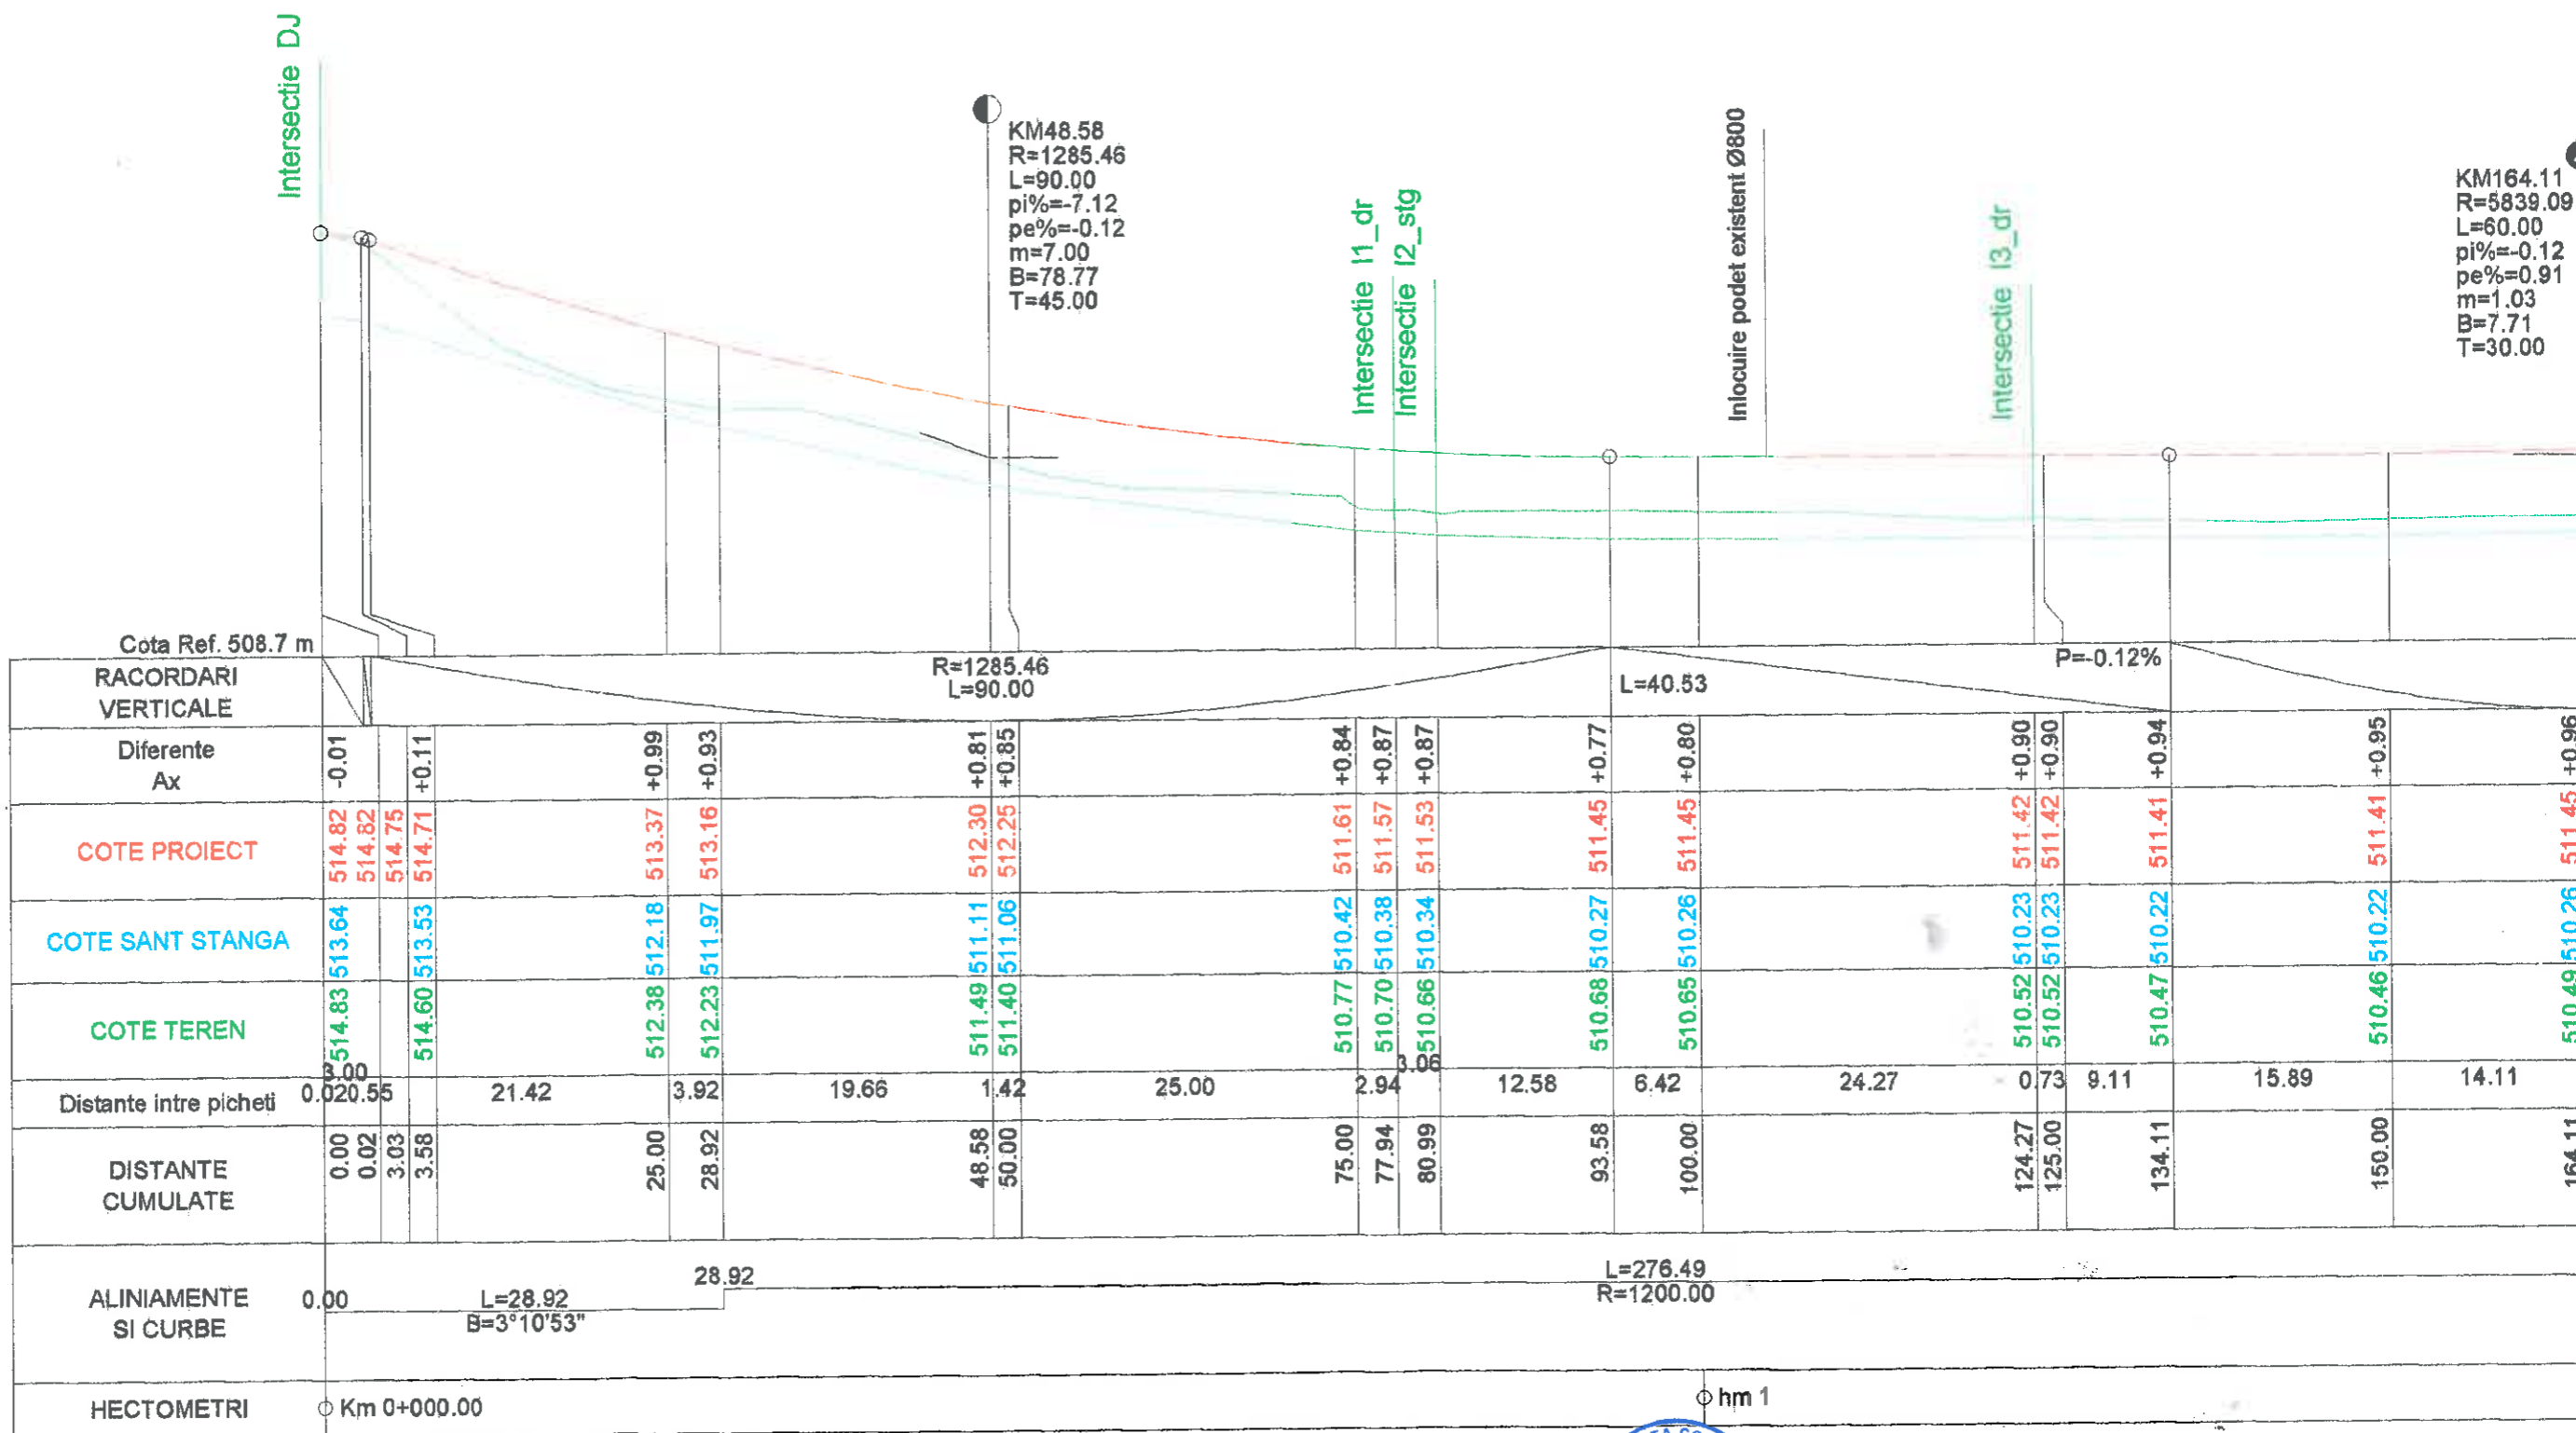 Intersectie DJ
KM48.58
R=1285.46
L=90.00
pi%=-7.12
pe%=-0.12
m=7.00
B=78.77
T=45.00
Intersectie I1_dr
Intersectie I2_stg
Inlocuire podet existent Ø800
Intersectie I3_dr
KM164.11
R=5839.09
L=60.00
pi%=-0.12
pe%=0.91
m=1.03
B=7.71
T=30.00
Cota Ref. 508.7 m
RACORDARI
VERTICALE
R=1285.46
L=90.00
L=40.53
P=-0.12%
Diferente
Ax
-0.01 +0.11 +0.99 +0.93 +0.81 +0.85 +0.84 +0.87 +0.87 +0.77 +0.80 +0.90 +0.90 +0.94 +0.95 +0.96
COTE PROIECT
514.82 514.82 514.75 514.71 513.37 513.16 512.30 512.25 511.61 511.57 511.53 511.45 511.45 511.42 511.42 511.41 511.41 511.45
COTE SANT STANGA
513.64 513.53 512.18 511.97 511.11 511.06 510.42 510.38 510.34 510.27 510.26 510.23 510.23 510.22 510.22 510.26
COTE TEREN
514.83 514.60 512.38 512.23 511.49 511.40 510.77 510.70 510.66 510.68 510.65 510.52 510.52 510.47 510.46 510.49
Distante intre picheti
0.02 3.00 0.55 21.42 3.92 19.66 1.42 25.00 2.94 3.06 12.58 6.42 24.27 0.73 9.11 15.89 14.11
DISTANTE
CUMULATE
0.00 0.02 3.03 3.58 25.00 28.92 48.58 50.00 75.00 77.94 80.99 93.58 100.00 124.27 125.00 134.11 150.00 164.11
ALINIAMENTE
SI CURBE
0.00
L=28.92
B=3°10'53"
28.92
L=276.49
R=1200.00
HECTOMETRI
Km 0+000.00
hm 1